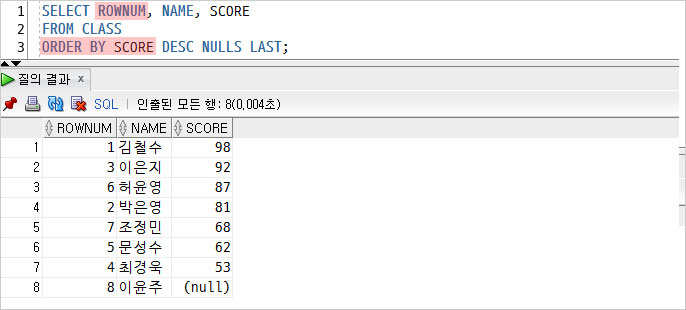 1 SELECT ROWNUM, NAME, SCORE
2 FROM CLASS
3 ORDER BY SCORE DESC NULLS LAST;
질의 결과 x
SQL | 인출된 모든 행: 8(0,004초)
ROWNUM NAME SCORE
1 1 김철수 98
2 3 이은지 92
3 6 허윤영 87
4 2 박은영 81
5 7 조정민 68
6 5 문성수 62
7 4 최경욱 53
8 8 이윤주 (null)